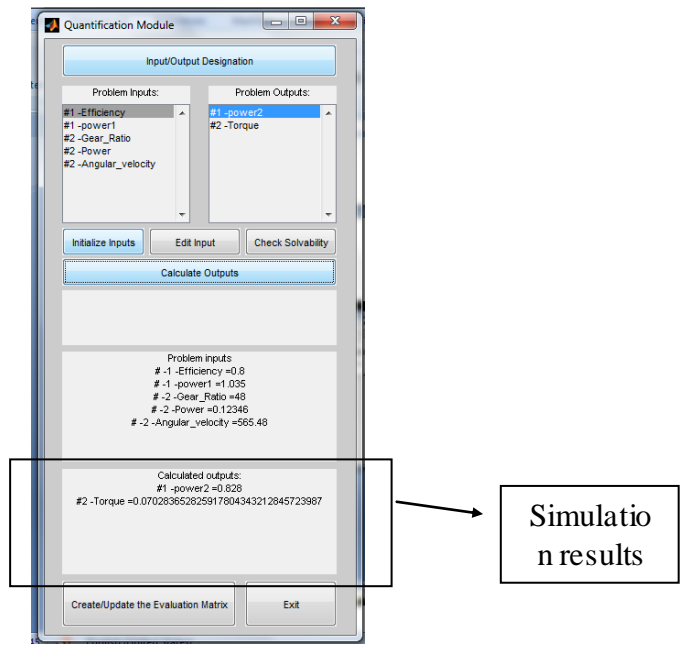 Quantification Module
Input/Output Designation
Problem Inputs:
Problem Outputs:
#1 -Efficiency
#1 -power1
#2 -Gear_Ratio
#2 -Power
#2 -Angular_velocity
#1 -power2
#2 -Torque
Initialize Inputs
Edit Input
Check Solvability
Calculate Outputs
Problem inputs
# -1 -Efficiency =0.8
# -1 -power1 =1.035
# -2 -Gear_Ratio =48
# -2 -Power =0.12346
# -2 -Angular_velocity =565.48
Calculated outputs:
#1 -power2 =0.828
#2 -Torque =0.070283652825917804343212845723987
Create/Update the Evaluation Matrix
Exit
Simulatio
n results